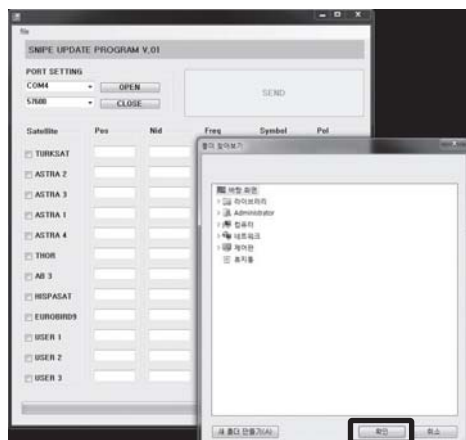 file
SNIPE UPDATE PROGRAM V.01
PORT SETTING
COM4
OPEN
57600
CLOSE
SEND
Satellite Pos Nid Freq Symbol Pol
TURKSAT
ASTRA 2
ASTRA 3
ASTRA 1
ASTRA 4
THOR
AB 3
HISPASAT
EUROBIRD9
USER 1
USER 2
USER 3
폴더 찾아보기
바탕 화면
라이브러리
Administrator
컴퓨터
네트워크
제어판
휴지통
새 폴더 만들기(A)
확인
취소